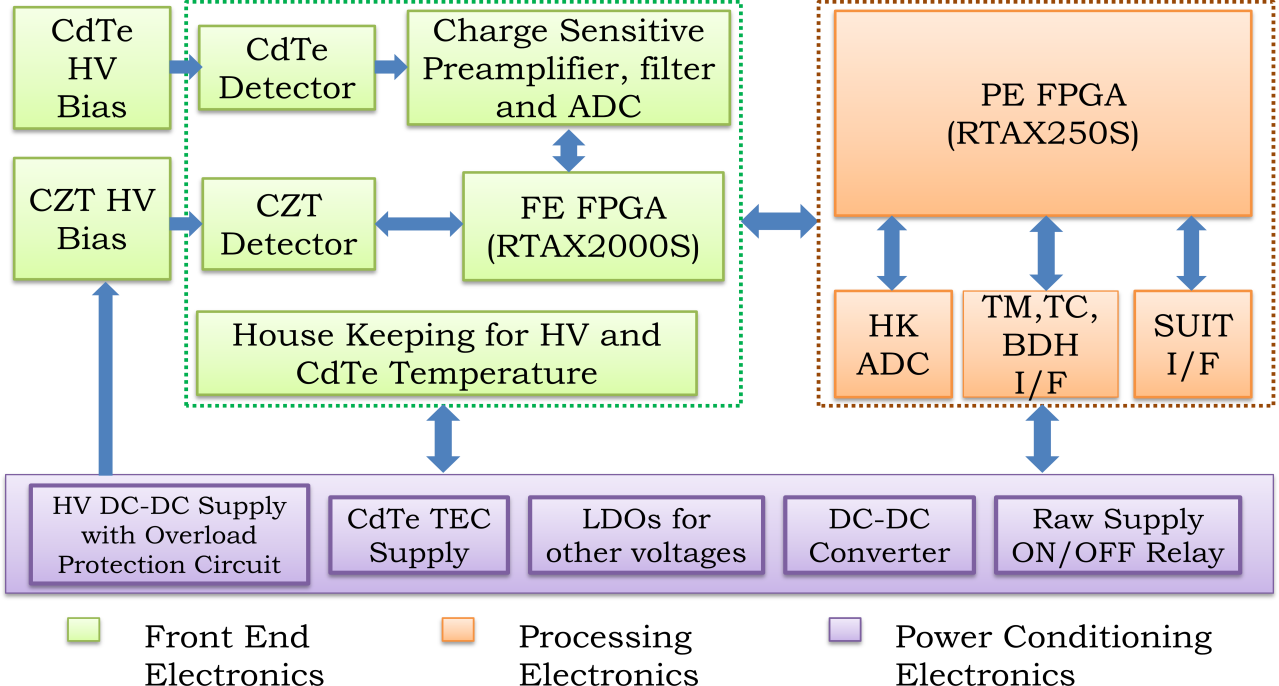 CdTe
HV
Bias
CdTe
Detector
Charge Sensitive
Preamplifier, filter
and ADC
PE FPGA
(RTAX250S)
CZT HV
Bias
CZT
Detector
FE FPGA
(RTAX2000S)
House Keeping for HV and
CdTe Temperature
HK
ADC
TM,TC,
BDH
I/F
SUIT
I/F
HV DC-DC Supply
with Overload
Protection Circuit
CdTe TEC
Supply
LDOs for
other voltages
DC-DC
Converter
Raw Supply
ON/OFF Relay
Front End
Electronics
Processing
Electronics
Power Conditioning
Electronics